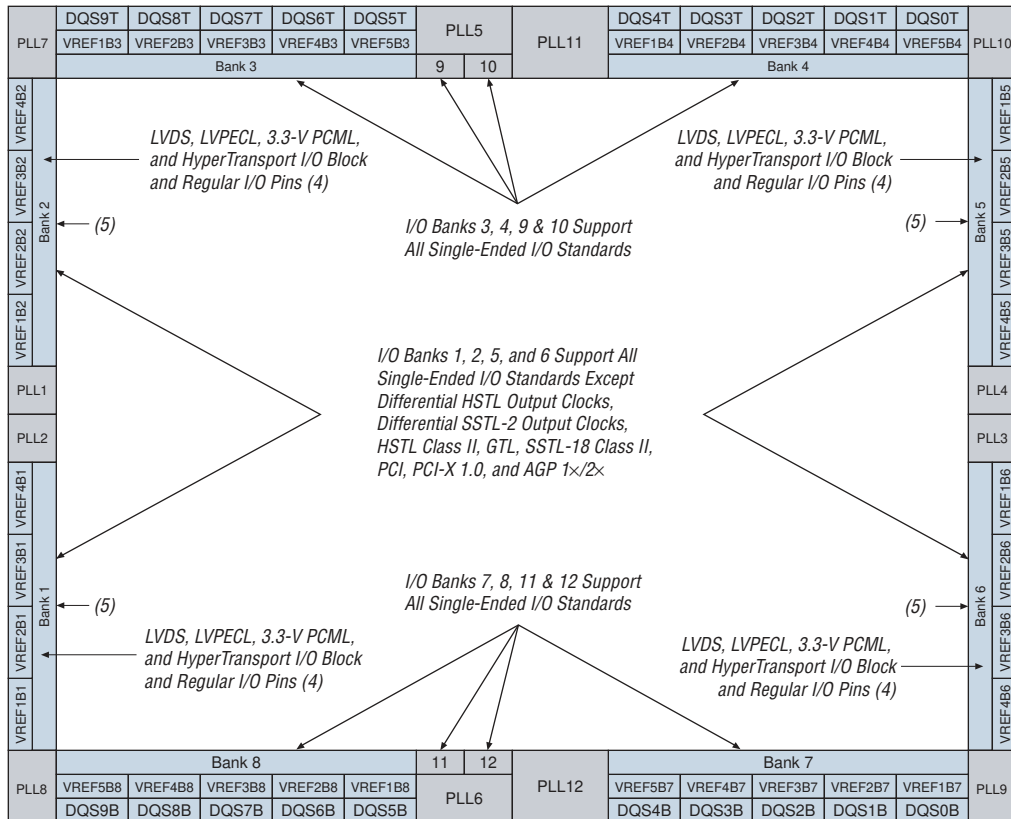 PLL7
DQS9T DQS8T DQS7T DQS6T DQS5T
VREF1B3 VREF2B3 VREF3B3 VREF4B3 VREF5B3
Bank 3
PLL5
9 10
PLL11
DQS4T DQS3T DQS2T DQS1T DQS0T
VREF1B4 VREF2B4 VREF3B4 VREF4B4 VREF5B4
Bank 4
PLL10
VREF4B2
VREF3B2
VREF2B2
VREF1B2
Bank 2
LVDS, LVPECL, 3.3-V PCML,
and HyperTransport I/O Block
and Regular I/O Pins (4)
(5)
LVDS, LVPECL, 3.3-V PCML,
and HyperTransport I/O Block
and Regular I/O Pins (4)
(5)
VREF1B5
VREF2B5
VREF3B5
VREF4B5
Bank 5
I/O Banks 3, 4, 9 & 10 Support
All Single-Ended I/O Standards
I/O Banks 1, 2, 5, and 6 Support All
Single-Ended I/O Standards Except
Differential HSTL Output Clocks,
Differential SSTL-2 Output Clocks,
HSTL Class II, GTL, SSTL-18 Class II,
PCI, PCI-X 1.0, and AGP 1×/2×
PLL1
PLL2
PLL4
PLL3
VREF4B1
VREF3B1
VREF2B1
VREF1B1
Bank 1
(5)
LVDS, LVPECL, 3.3-V PCML,
and HyperTransport I/O Block
and Regular I/O Pins (4)
I/O Banks 7, 8, 11 & 12 Support
All Single-Ended I/O Standards
(5)
LVDS, LVPECL, 3.3-V PCML,
and HyperTransport I/O Block
and Regular I/O Pins (4)
VREF1B6
VREF2B6
VREF3B6
VREF4B6
Bank 6
PLL8
Bank 8
VREF5B8 VREF4B8 VREF3B8 VREF2B8 VREF1B8
DQS9B DQS8B DQS7B DQS6B DQS5B
11 12
PLL6
PLL12
Bank 7
VREF5B7 VREF4B7 VREF3B7 VREF2B7 VREF1B7
DQS4B DQS3B DQS2B DQS1B DQS0B
PLL9